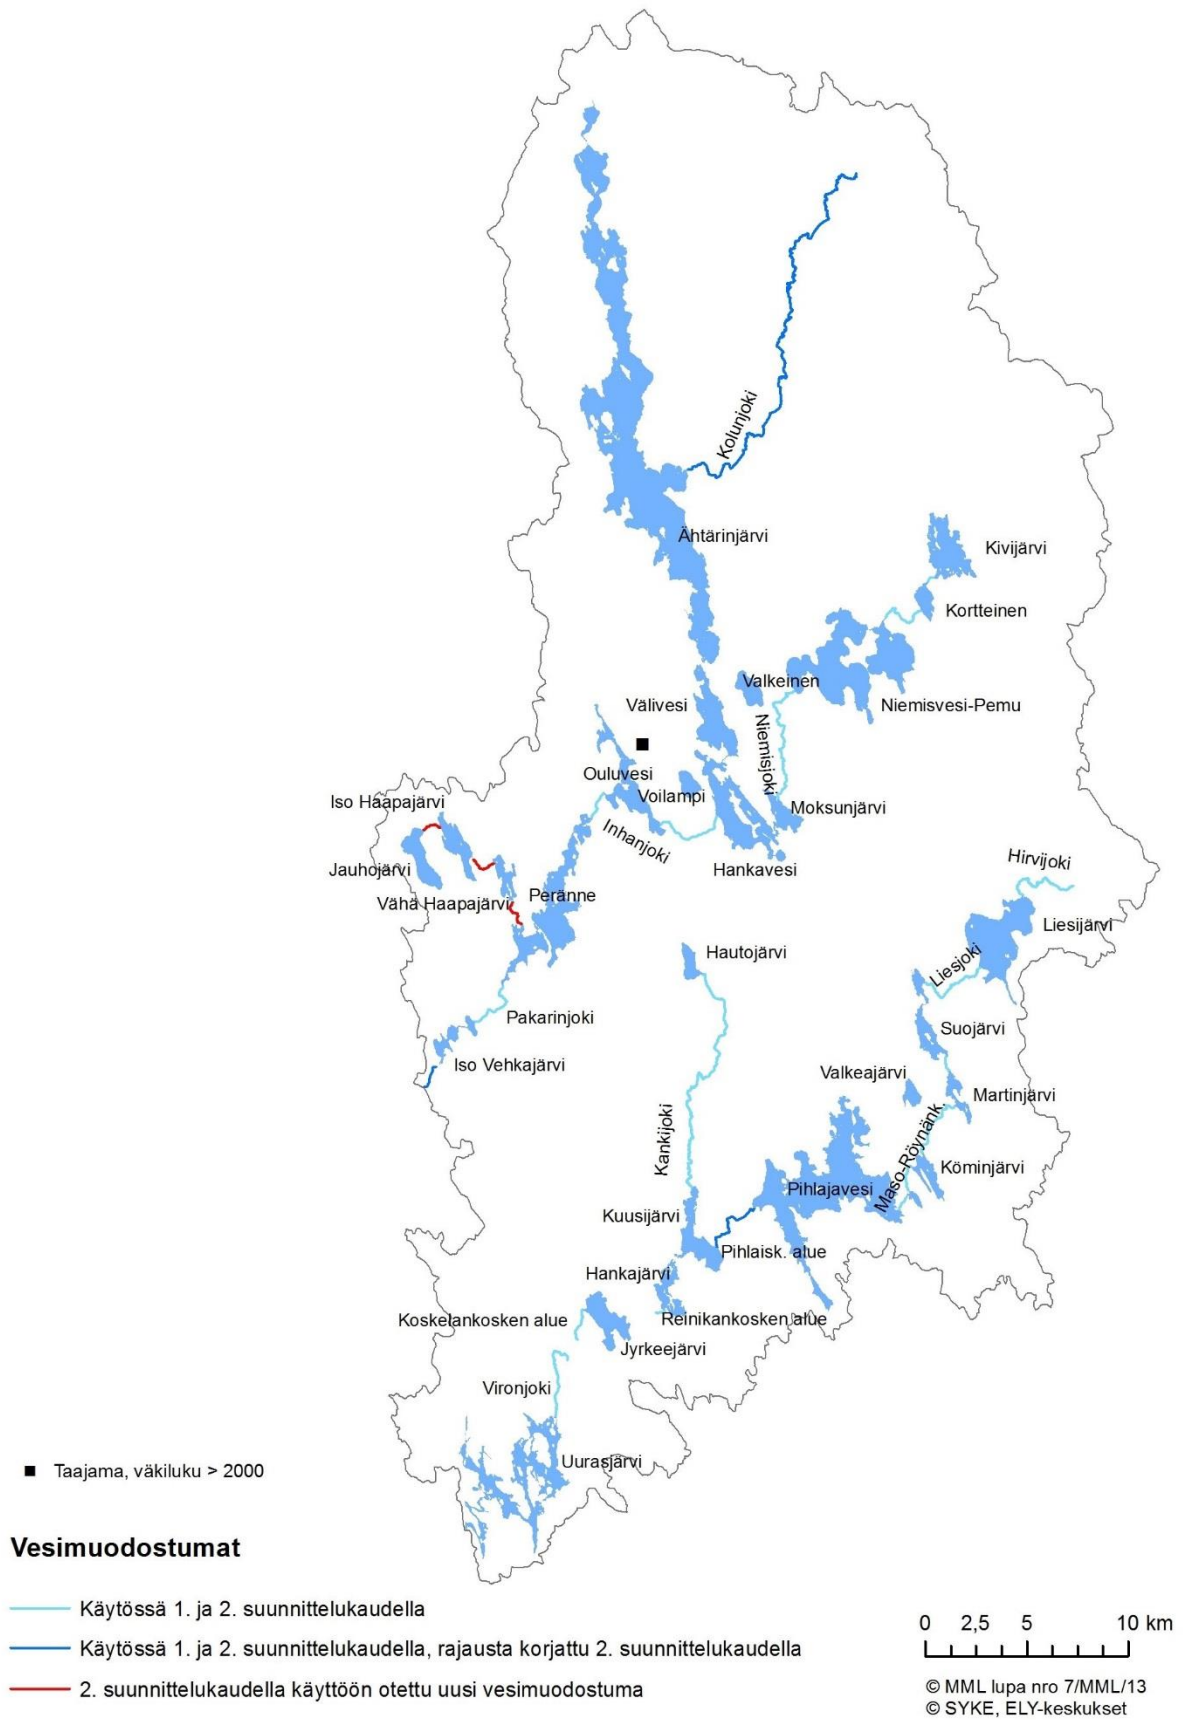 Kolunjoki
Ähtärinjärvi
Kivijärvi
Kortteinen
Valkeinen
Niemisvesi-Pemu
Välivesi
Niemisjoki
Ouluvesi
Voilampi
Iso Haapajärvi
Moksunjärvi
Inhanjoki
Hirvijoki
Jauhojärvi
Hankavesi
Vähä Haapajärvi
Peränne
Liesijärvi
Hautojärvi
Liesjoki
Pakarinjoki
Suojärvi
Iso Vehkajärvi
Valkeajärvi
Martinjärvi
Kankijoki
Maso-Röynänk.
Köminjärvi
Pihlajavesi
Kuusijärvi
Pihlaisk. alue
Hankajärvi
Koskelankosken alue
Reinikankosken alue
Jyrkeejärvi
Vironjoki
Uurasjärvi
Taajama, väkiluku > 2000
Vesimuodostumat
Käytössä 1. ja 2. suunnittelukaudella
Käytössä 1. ja 2. suunnittelukaudella, rajausta korjattu 2. suunnittelukaudella
2. suunnittelukaudella käyttöön otettu uusi vesimuodostuma
0 2,5 5 10 km
© MML lupa nro 7/MML/13
© SYKE, ELY-keskukset